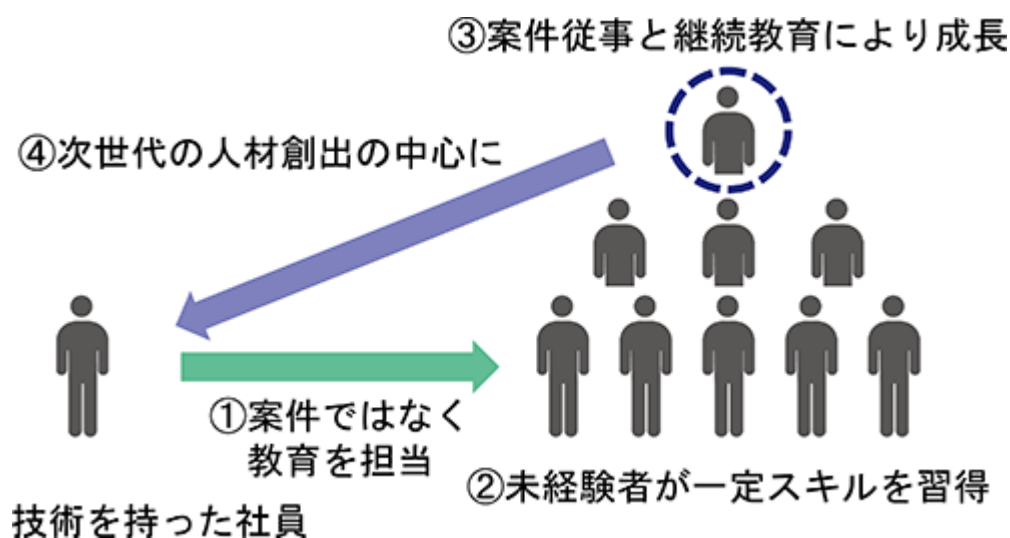 ③案件従事と継続教育により成長
④次世代の人材創出の中心に
①案件ではなく
教育を担当
②未経験者が一定スキルを習得
技術を持った社員